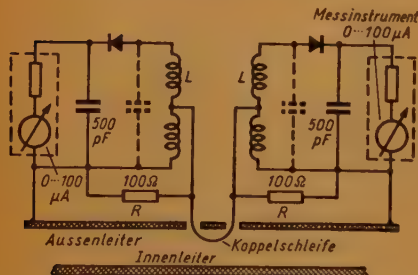 Messinstrument
0···100µA
L
L
500
pF
500
pF
0···100
µA
100Ω
R
100Ω
R
Aussenleiter
Koppelschleife
Innenleiter